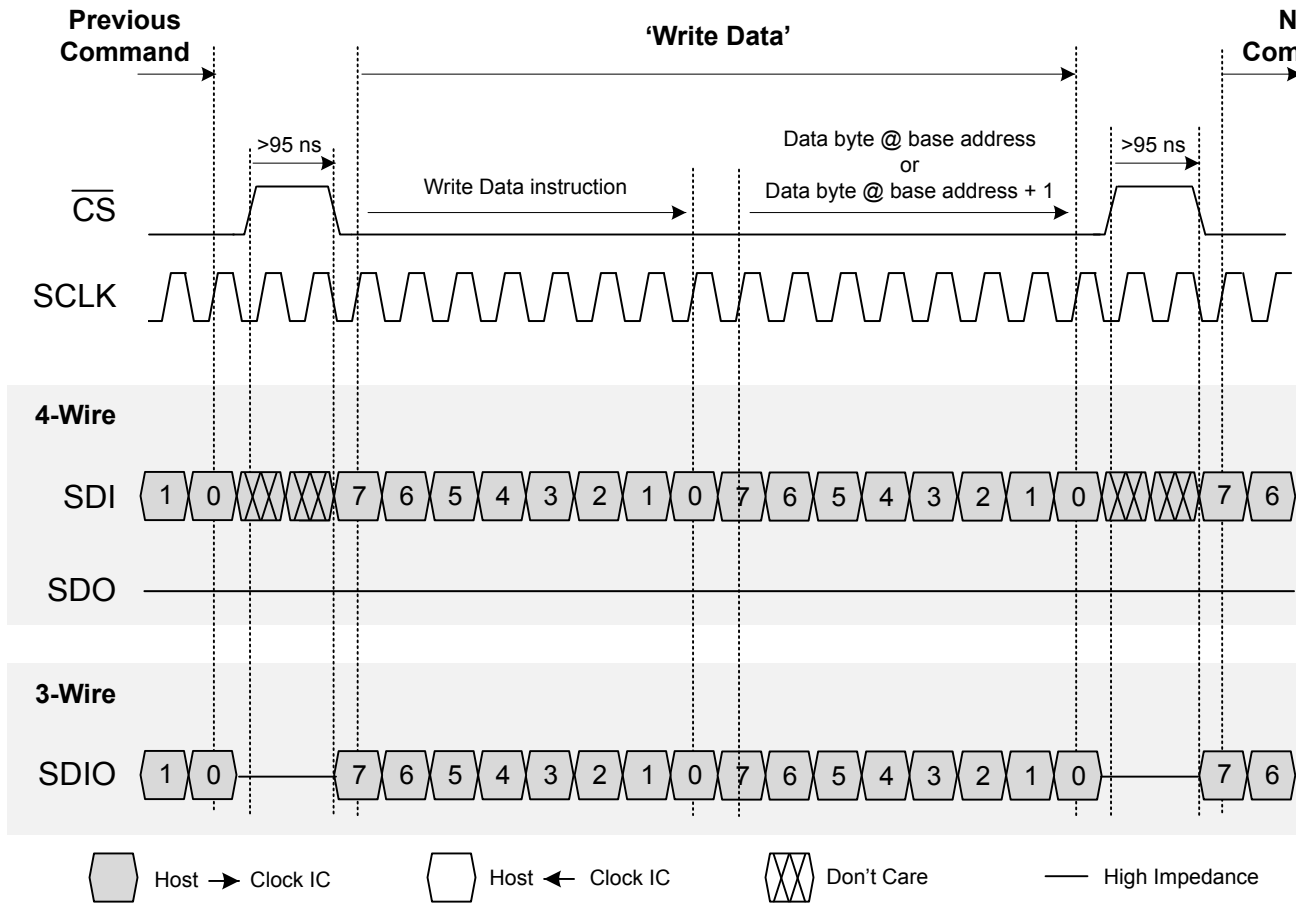 Previous
Command
'Write Data'
N
Com
>95 ns
Write Data instruction
Data byte @ base address
or
Data byte @ base address + 1
>95 ns
CS
SCLK
4-Wire
SDI 1 0 7 6 5 4 3 2 1 0 7 6 5 4 3 2 1 0 7 6
SDO
3-Wire
SDIO 1 0 7 6 5 4 3 2 1 0 7 6 5 4 3 2 1 0 7 6
Host Clock IC Host Clock IC Don't Care High Impedance